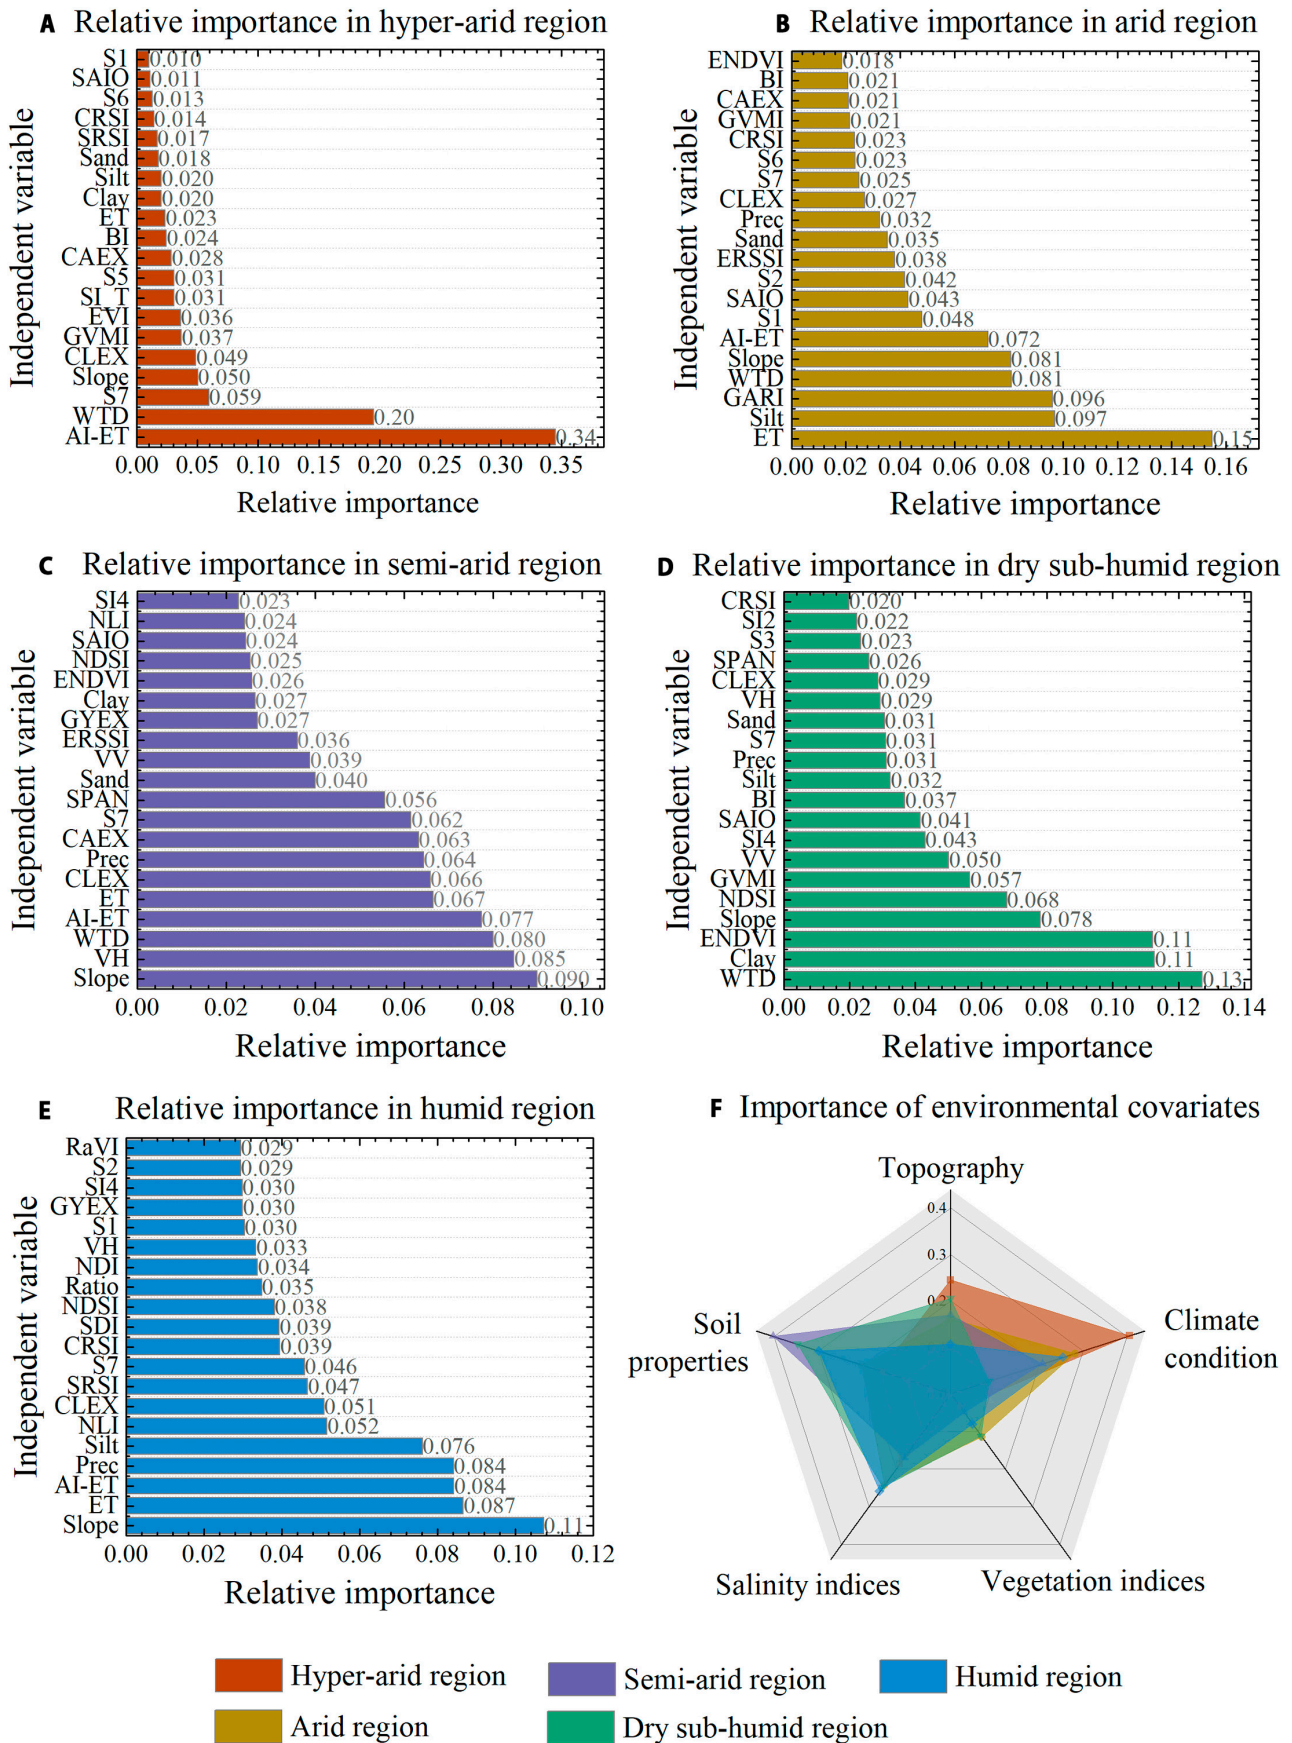 A Relative importance in hyper-arid region
Independent variable
S1 0.010
SAIO 0.011
S6 0.013
CRSI 0.014
SRSI 0.017
Sand 0.018
Silt 0.020
Clay 0.020
ET 0.023
BI 0.024
CAEX 0.028
S5 0.031
SI_T 0.031
EVI 0.036
GVMI 0.037
CLEX 0.049
Slope 0.050
S7 0.059
WTD 0.20
AI-ET 0.34
0.00 0.05 0.10 0.15 0.20 0.25 0.30 0.35
Relative importance
B Relative importance in arid region
Independent variable
ENDVI 0.018
BI 0.021
CAEX 0.021
GVMI 0.021
CRSI 0.023
S6 0.023
S7 0.025
CLEX 0.027
Prec 0.032
Sand 0.035
ERSSI 0.038
S2 0.042
SAIO 0.043
S1 0.048
AI-ET 0.072
Slope 0.081
WTD 0.081
GARI 0.096
Silt 0.097
ET 0.15
0.00 0.02 0.04 0.06 0.08 0.10 0.12 0.14 0.16
Relative importance
C Relative importance in semi-arid region
Independent variable
SI4 0.023
NLI 0.024
SAIO 0.024
NDSI 0.025
ENDVI 0.026
Clay 0.027
GYEX 0.027
ERSSI 0.036
VV 0.039
Sand 0.040
SPAN 0.056
S7 0.062
CAEX 0.063
Prec 0.064
CLEX 0.066
ET 0.067
AI-ET 0.077
WTD 0.080
VH 0.085
Slope 0.090
0.00 0.02 0.04 0.06 0.08 0.10
Relative importance
D Relative importance in dry sub-humid region
Independent variable
CRSI 0.020
SI2 0.022
S3 0.023
SPAN 0.026
CLEX 0.029
VH 0.029
Sand 0.031
S7 0.031
Prec 0.031
Silt 0.032
BI 0.037
SAIO 0.041
SI4 0.043
VV 0.050
GVMI 0.057
NDSI 0.068
Slope 0.078
ENDVI 0.11
Clay 0.11
WTD 0.13
0.00 0.02 0.04 0.06 0.08 0.10 0.12 0.14
Relative importance
E Relative importance in humid region
Independent variable
RaVI 0.029
S2 0.029
SI4 0.030
GYEX 0.030
S1 0.030
VH 0.033
NDI 0.034
Ratio 0.035
NDSI 0.038
SDI 0.039
CRSI 0.039
S7 0.046
SRSI 0.047
CLEX 0.051
NLI 0.052
Silt 0.076
Prec 0.084
AI-ET 0.084
ET 0.087
Slope 0.11
0.00 0.02 0.04 0.06 0.08 0.10 0.12
Relative importance
F Importance of environmental covariates
Topography
0.4
0.3
0.2
Soil
properties
Climate
condition
Salinity indices
Vegetation indices
Hyper-arid region
Semi-arid region
Humid region
Arid region
Dry sub-humid region